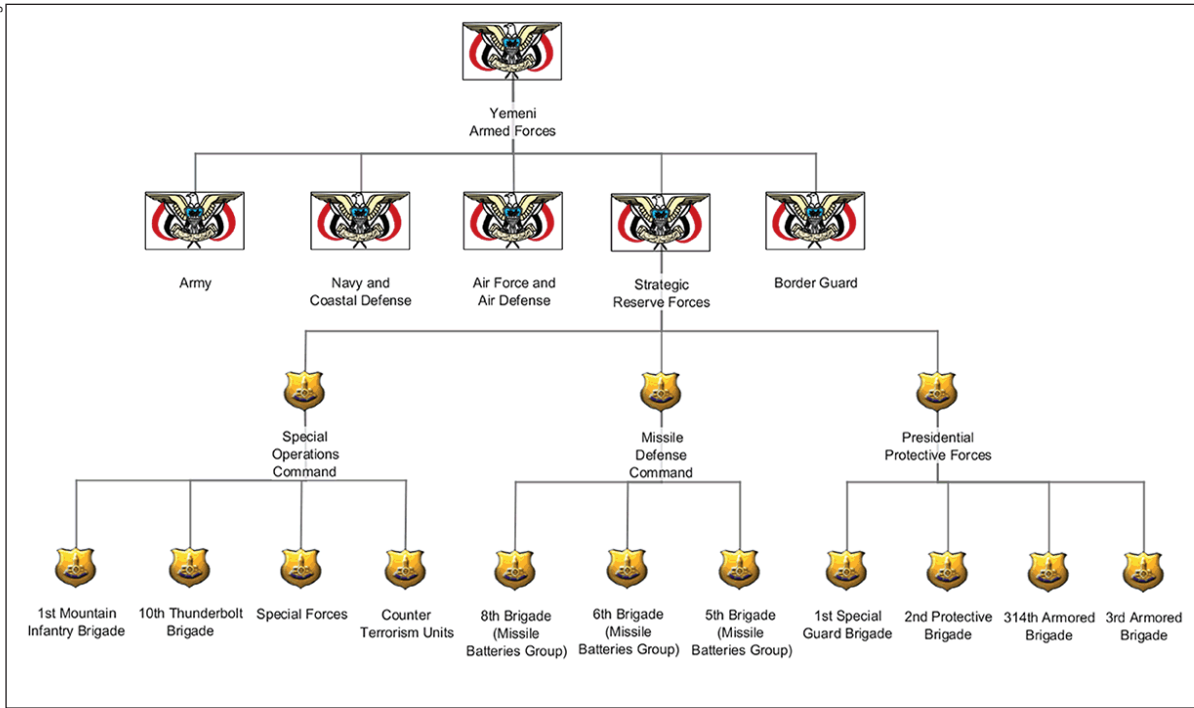 Yemeni
Armed Forces
Army
Navy and
Coastal Defense
Air Force and
Air Defense
Strategic
Reserve Forces
Border Guard
Special
Operations
Command
Missile
Defense
Command
Presidential
Protective Forces
1st Mountain
Infantry Brigade
10th Thunderbolt
Brigade
Special Forces
Counter
Terrorism Units
8th Brigade
(Missile
Batteries Group)
6th Brigade
(Missile
Batteries Group)
5th Brigade
(Missile
Batteries Group)
1st Special
Guard Brigade
2nd Protective
Brigade
314th Armored
Brigade
3rd Armored
Brigade